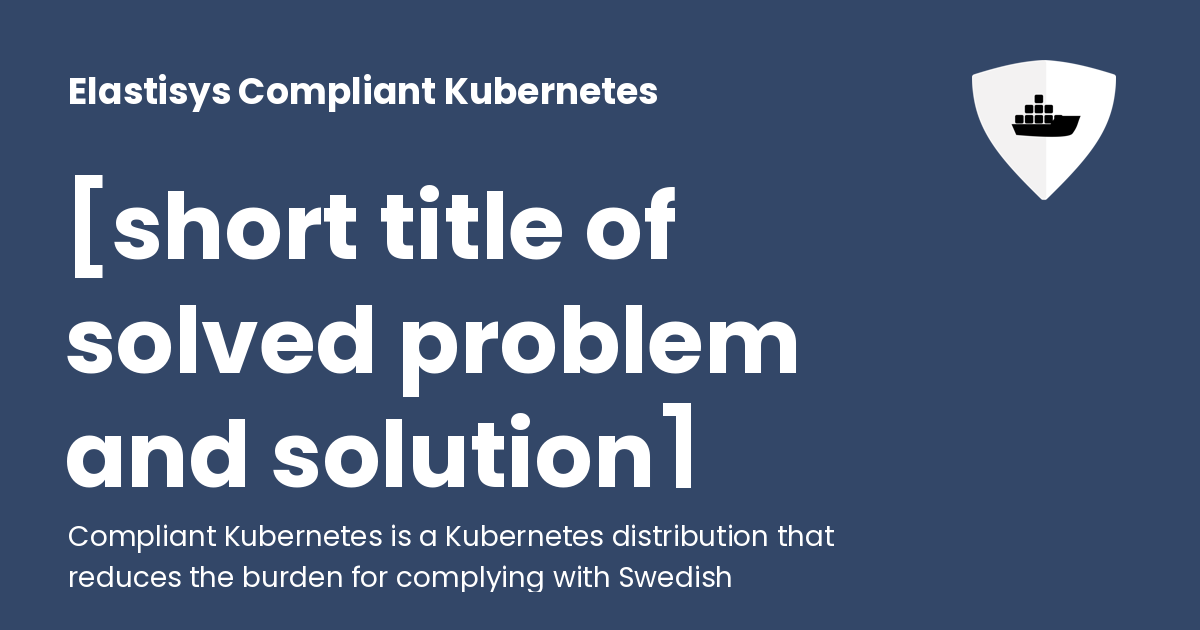 Elastisys Compliant Kubernetes
[short title of
solved problem
and solution]
Compliant Kubernetes is a Kubernetes distribution that
reduces the burden for complying with Swedish